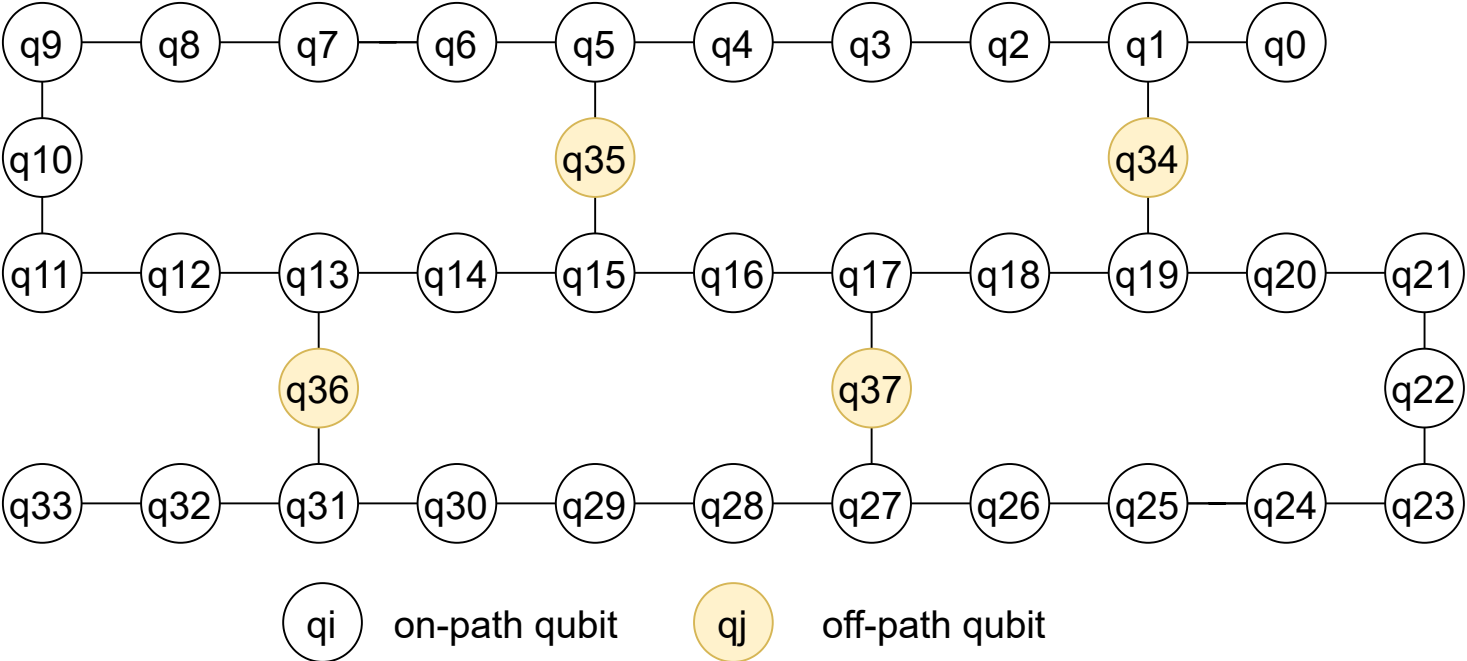 q9 q8 q7 q6 q5 q4 q3 q2 q1 q0
q10 q35 q34
q11 q12 q13 q14 q15 q16 q17 q18 q19 q20 q21
q36 q37 q22
q33 q32 q31 q30 q29 q28 q27 q26 q25 q24 q23
qi on-path qubit qj off-path qubit